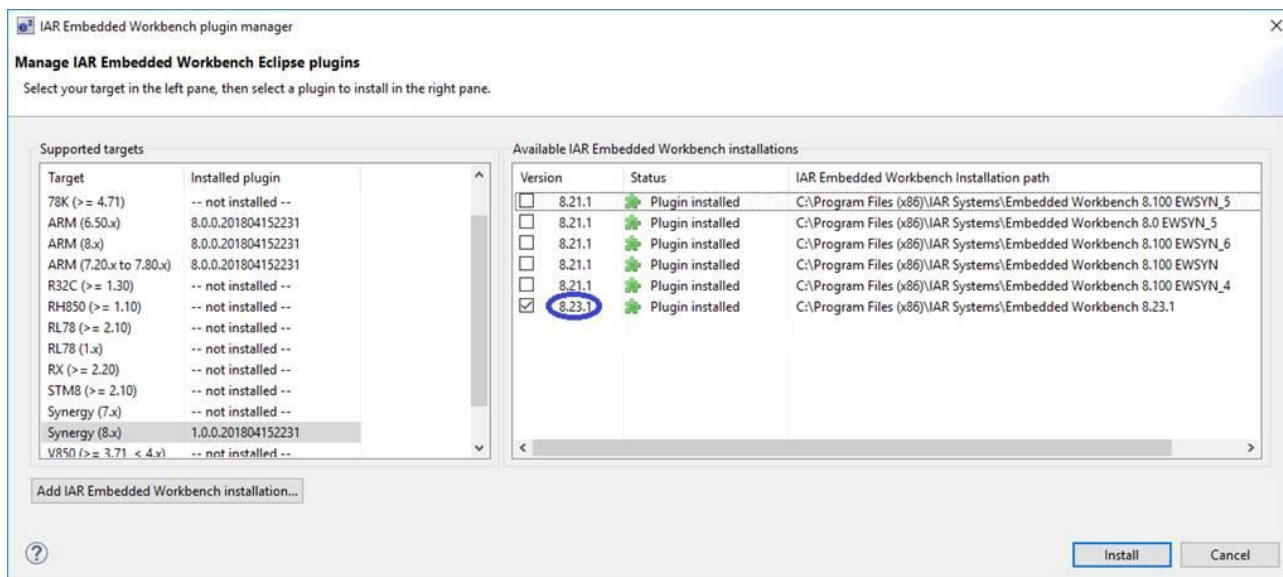 IAR Embedded Workbench plugin manager
Manage IAR Embedded Workbench Eclipse plugins
Select your target in the left pane, then select a plugin to install in the right pane.
Supported targets
Target Installed plugin
78K (>= 4.71) -- not installed --
ARM (6.50.x) 8.0.0.201804152231
ARM (8.x) 8.0.0.201804152231
ARM (7.20.x to 7.80.x) 8.0.0.201804152231
R32C (>= 1.30) -- not installed --
RH850 (>= 1.10) -- not installed --
RL78 (>= 2.10) -- not installed --
RL78 (1.x) -- not installed --
RX (>= 2.20) -- not installed --
STM8 (>= 2.10) -- not installed --
Synergy (7.x) -- not installed --
Synergy (8.x) 1.0.0.201804152231
V850 (>= 3.71 < 4.x) -- not installed --
Add IAR Embedded Workbench installation...
Available IAR Embedded Workbench installations
Version Status IAR Embedded Workbench Installation path
8.21.1 Plugin installed C:\Program Files (x86)\IAR Systems\Embedded Workbench 8.100 EWSYN_5
8.21.1 Plugin installed C:\Program Files (x86)\IAR Systems\Embedded Workbench 8.0 EWSYN_5
8.21.1 Plugin installed C:\Program Files (x86)\IAR Systems\Embedded Workbench 8.100 EWSYN_6
8.21.1 Plugin installed C:\Program Files (x86)\IAR Systems\Embedded Workbench 8.100 EWSYN
8.21.1 Plugin installed C:\Program Files (x86)\IAR Systems\Embedded Workbench 8.100 EWSYN_4
8.23.1 Plugin installed C:\Program Files (x86)\IAR Systems\Embedded Workbench 8.23.1
Install Cancel